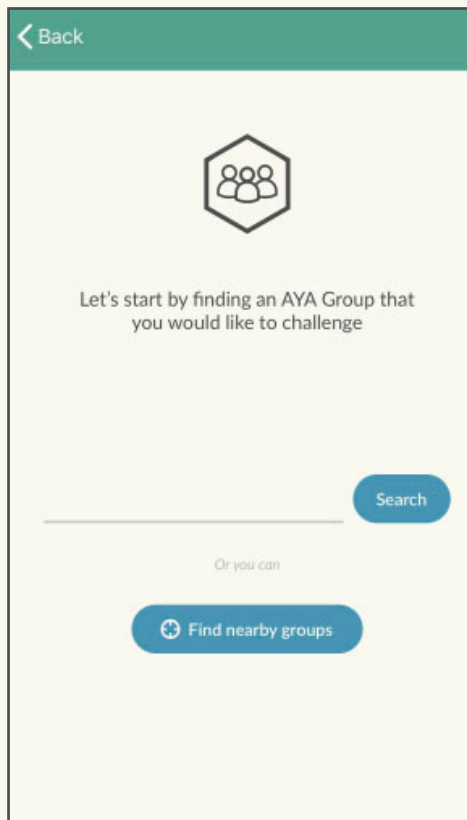 Back
Let's start by finding an AYA Group that
you would like to challenge
Search
Or you can
Find nearby groups